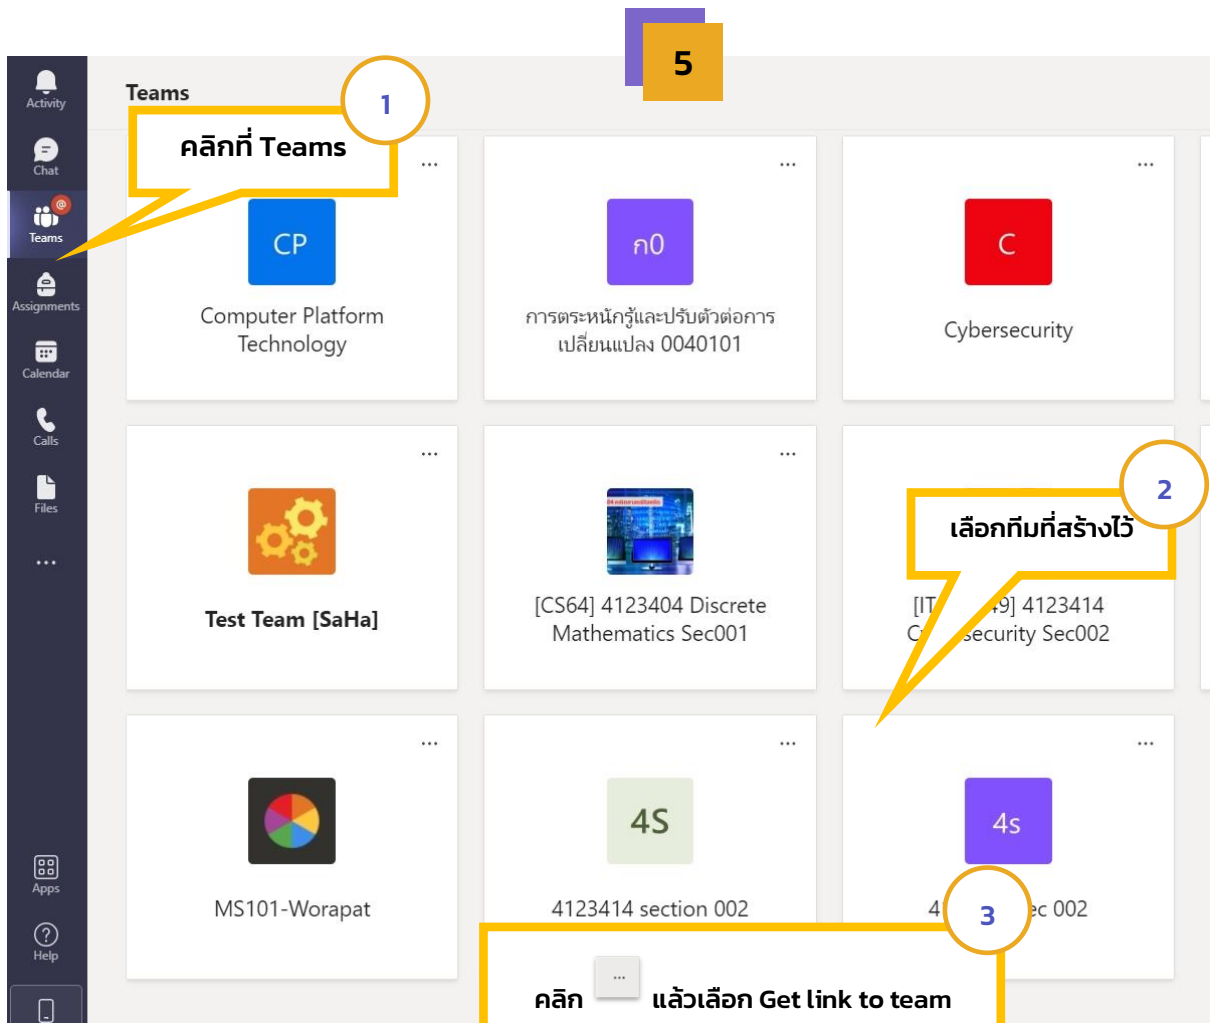 5
Activity
Chat
@
Teams
Assignments
Calendar
Calls
Files
...
Apps
Help
Teams
1
คลิกที่ Teams
...
...
...
CP
Computer Platform
Technology
ก0
การตระหนักรู้และปรับตัวต่อการ
เปลี่ยนแปลง 0040101
C
Cybersecurity
...
...
Test Team [SaHa]
[CS64] 4123404 Discrete
Mathematics Sec001
2
เลือกทีมที่สร้างไว้
[IT 49] 4123414
security Sec002
...
...
...
MS101-Worapat
4S
4123414 section 002
4s
4 ec 002
3
คลิก ... แล้วเลือก Get link to team